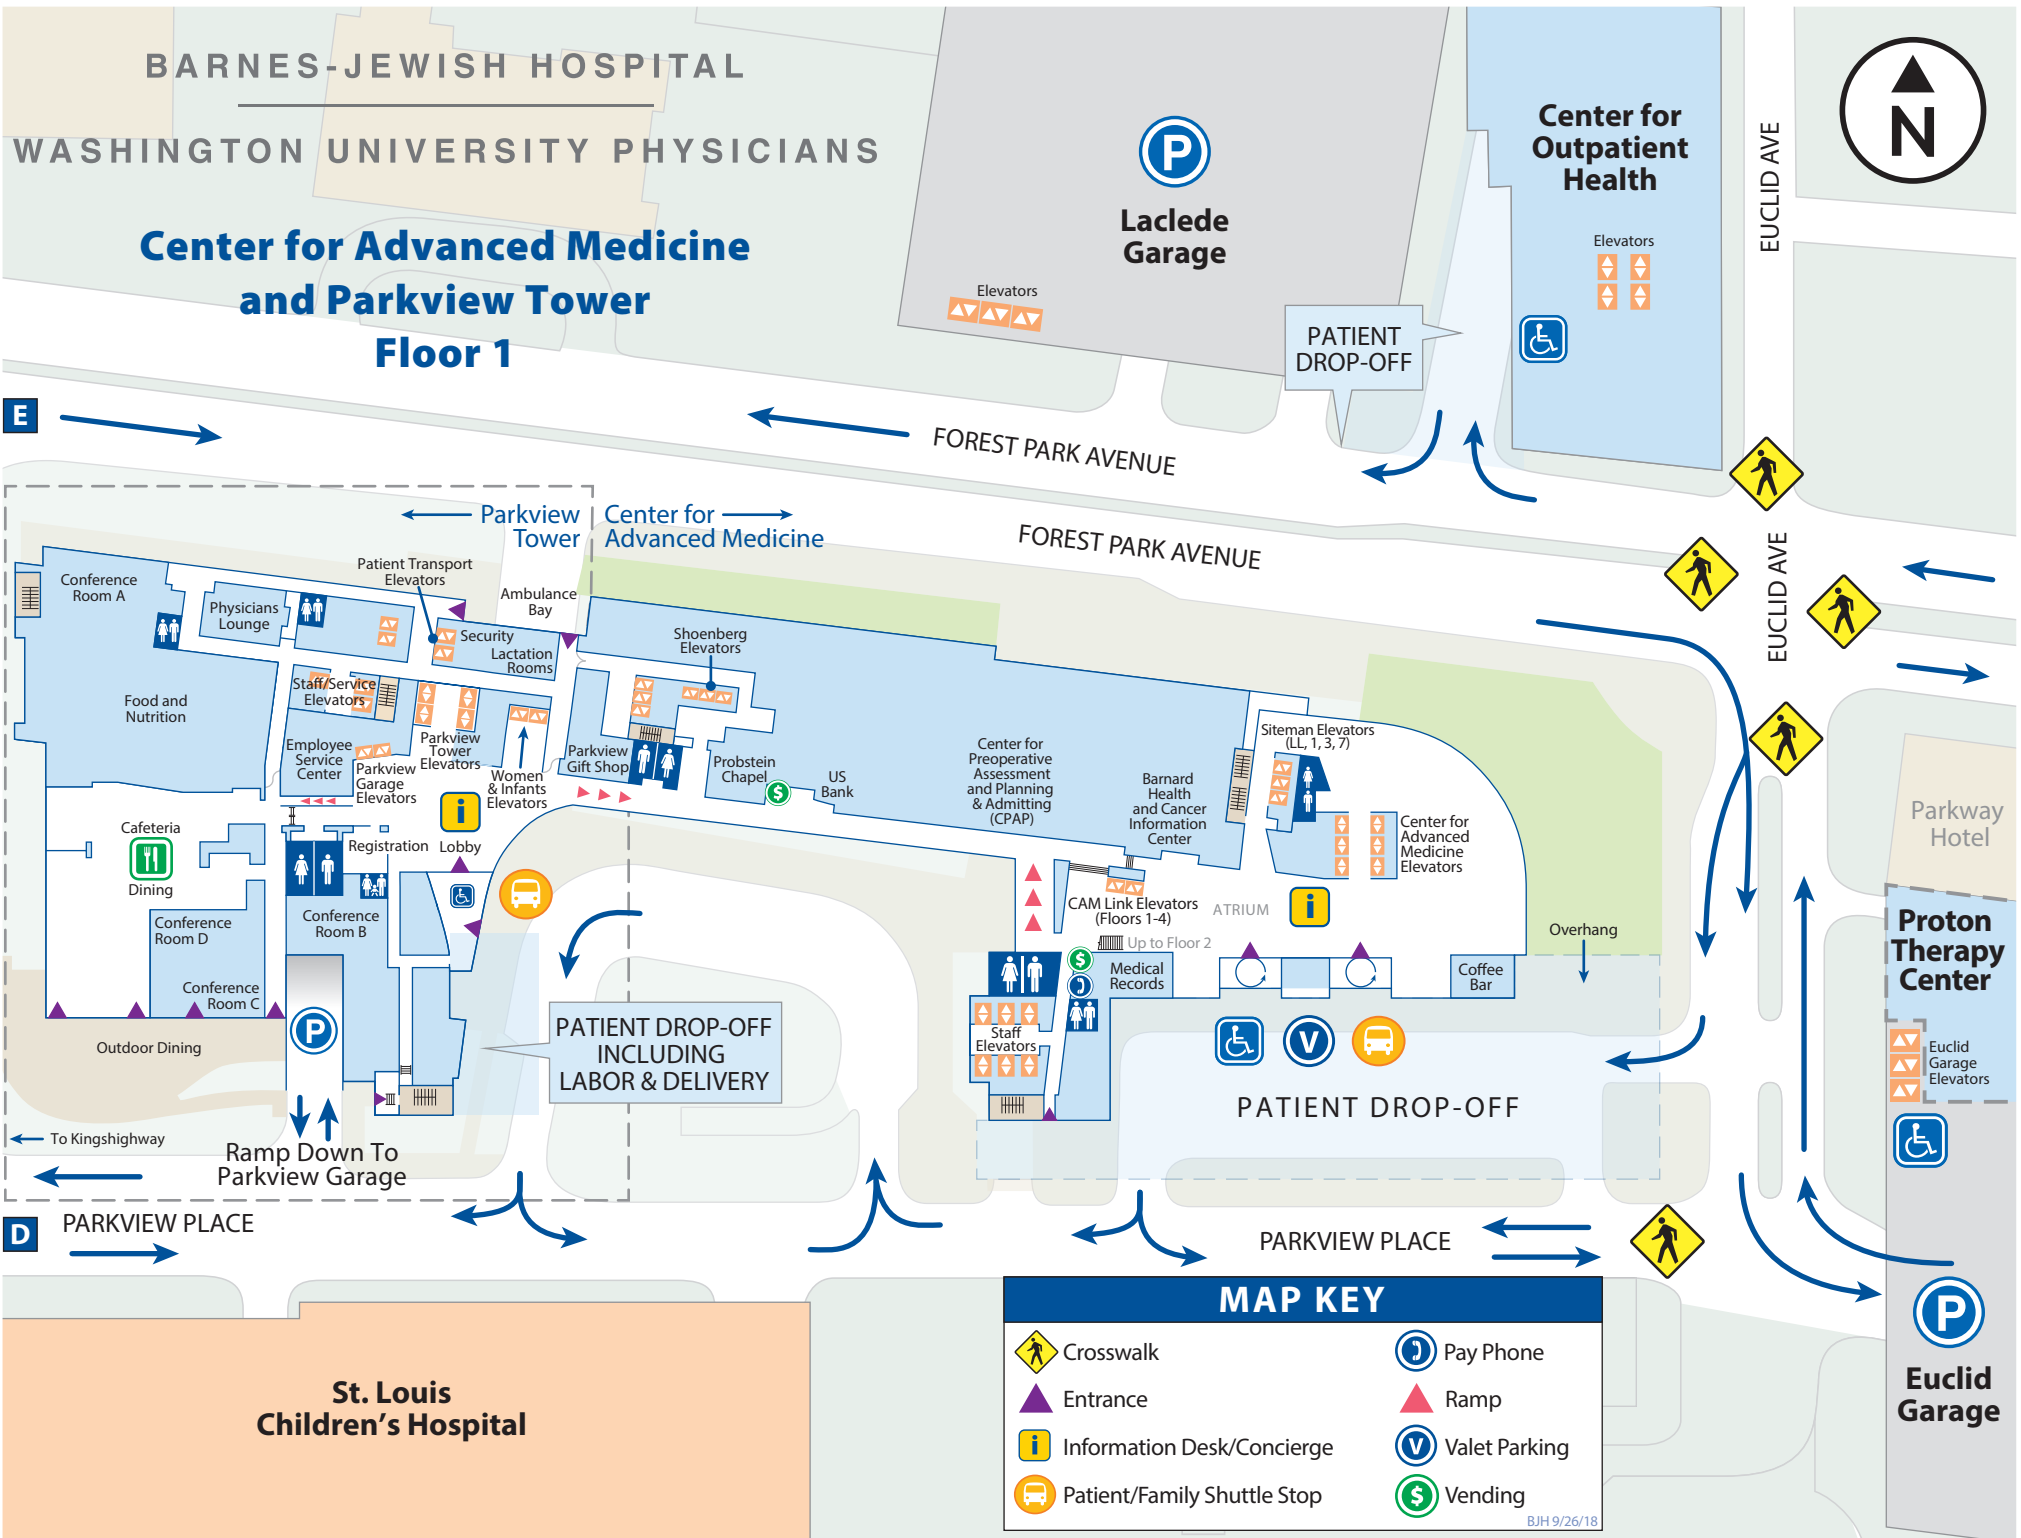 BARNES-JEWISH HOSPITAL
WASHINGTON UNIVERSITY PHYSICIANS
Center for Advanced Medicine
and Parkview Tower
Floor 1
P
Laclede
Garage
Elevators
Center for
Outpatient
Health
Elevators
EUCLID AVE
N
PATIENT
DROP-OFF
E
FOREST PARK AVENUE
FOREST PARK AVENUE
EUCLID AVE
Parkview
Tower
Center for
Advanced Medicine
Conference
Room A
Physicians
Lounge
Patient Transport
Elevators
Ambulance
Bay
Security
Lactation
Rooms
Shoenberg
Elevators
Food and
Nutrition
Staff/Service
Elevators
Employee
Service
Center
Parkview
Garage
Elevators
Parkview
Tower
Elevators
Women
& Infants
Elevators
Parkview
Gift Shop
Probstein
Chapel
$
US
Bank
Center for
Preoperative
Assessment
and Planning
& Admitting
(CPAP)
Barnard
Health
and Cancer
Information
Center
Siteman Elevators
(LL, 1, 3, 7)
Center for
Advanced
Medicine
Elevators
Parkway
Hotel
i
Cafeteria
Dining
Registration
Lobby
Conference
Room D
Conference
Room B
Conference
Room C
P
Outdoor Dining
CAM Link Elevators
(Floors 1-4)
ATRIUM
i
Up to Floor 2
$
Medical
Records
Coffee
Bar
Overhang
Staff
Elevators
V
PATIENT DROP-OFF
INCLUDING
LABOR & DELIVERY
PATIENT DROP-OFF
Proton
Therapy
Center
Euclid
Garage
Elevators
To Kingshighway
Ramp Down To
Parkview Garage
D
PARKVIEW PLACE
PARKVIEW PLACE
P
Euclid
Garage
St. Louis
Children's Hospital
MAP KEY
Crosswalk
Pay Phone
Entrance
Ramp
i
Information Desk/Concierge
V
Valet Parking
Patient/Family Shuttle Stop
$
Vending
BJH 9/26/18